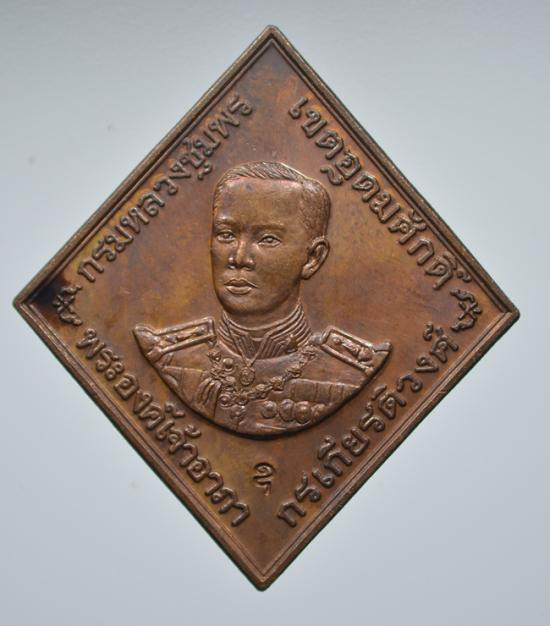 กรมหลวงชุมพร
เขตอุดมศักดิ์
พระองค์เจ้าอาภา
กรเกียรติวงศ์